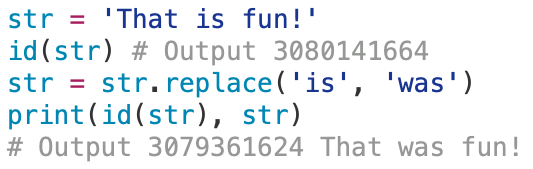 str = 'That is fun!'
id(str) # Output 3080141664
str = str.replace('is', 'was')
print(id(str), str)
# Output 3079361624 That was fun!